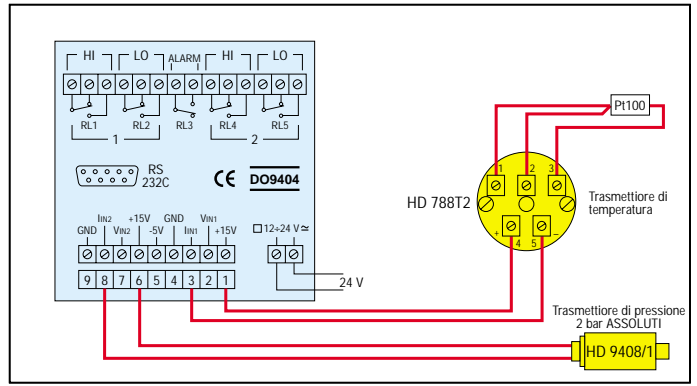 HI LO ALARM HI LO
RL1 RL2 RL3 RL4 RL5
1 2
RS
232C
CE DO9404
IIN2 +15V GND VIN1
GND VIN2 -5V IIN1 +15V
12÷24 V≃
9 8 7 6 5 4 3 2 1
24 V
Pt100
1 2 3
HD 788T2
+ 4 5 –
Trasmettiore di
temperatura
Trasmettiore di pressione
2 bar ASSOLUTI
HD 9408/1